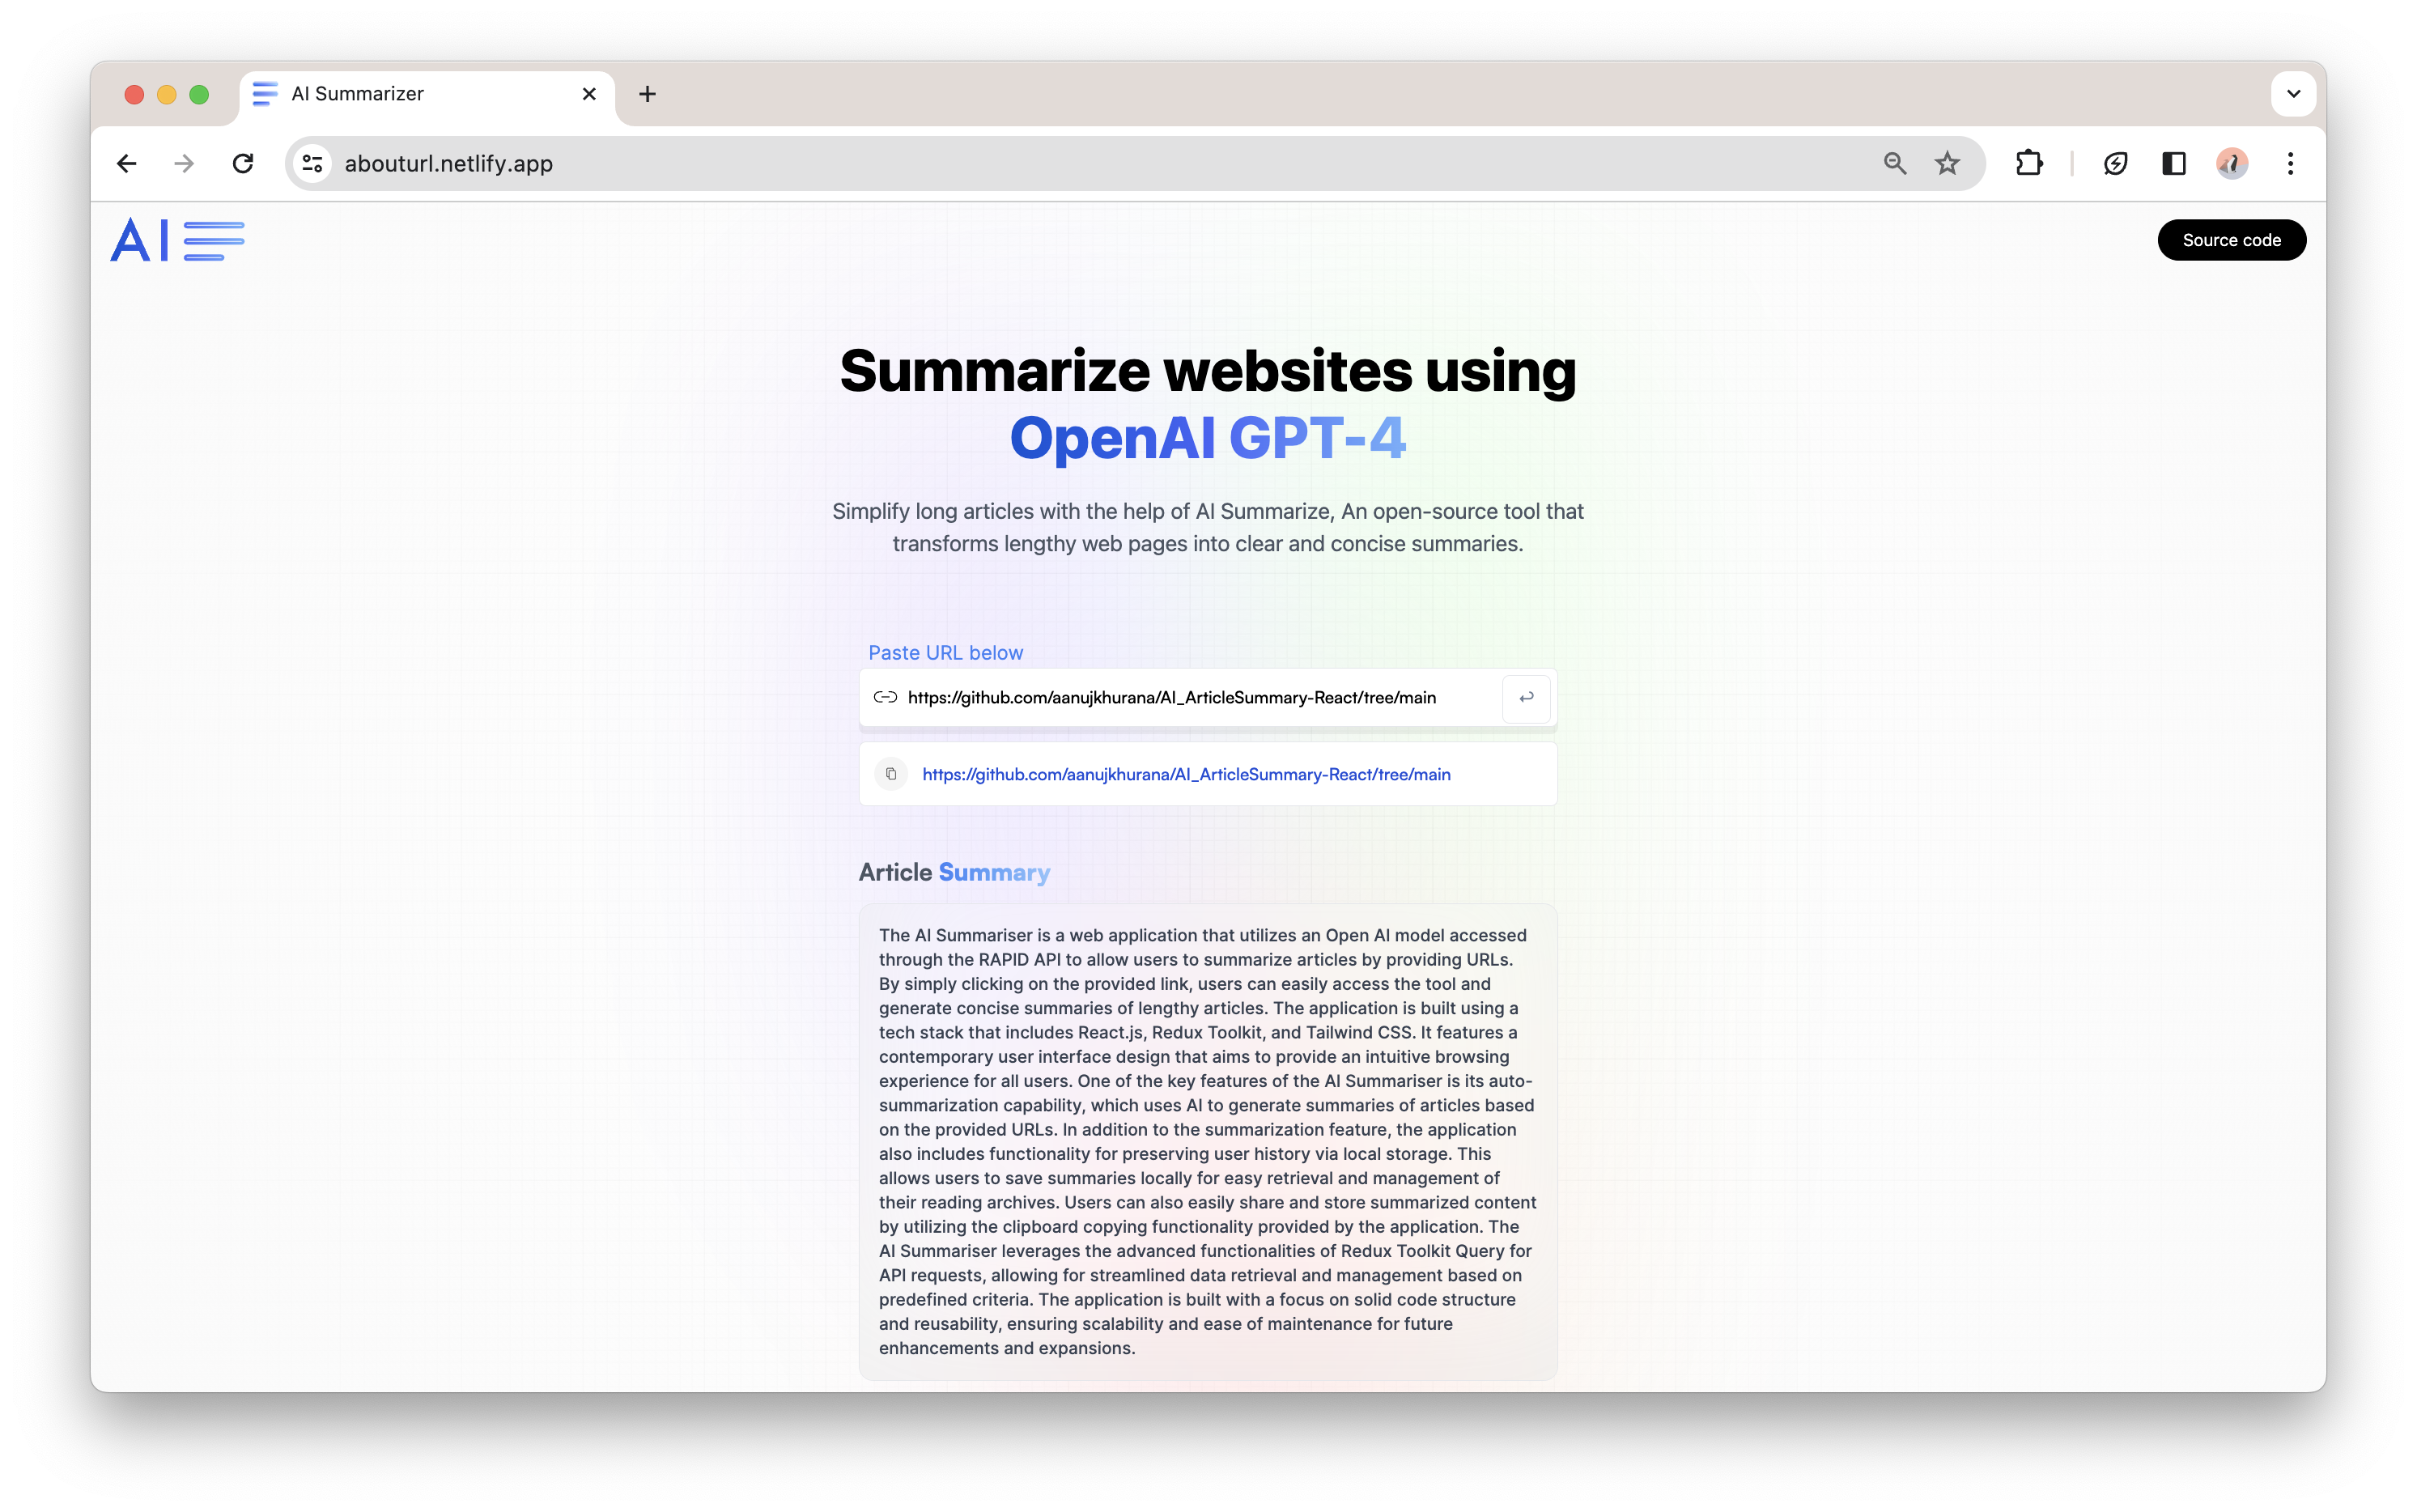 AI Summarizer
abouturl.netlify.app
AI
Source code
Summarize websites using
OpenAI GPT-4
Simplify long articles with the help of AI Summarize, An open-source tool that
transforms lengthy web pages into clear and concise summaries.
Paste URL below
https://github.com/aanujkhurana/AI_ArticleSummary-React/tree/main
https://github.com/aanujkhurana/AI_ArticleSummary-React/tree/main
Article Summary
The AI Summariser is a web application that utilizes an Open AI model accessed
through the RAPID API to allow users to summarize articles by providing URLs.
By simply clicking on the provided link, users can easily access the tool and
generate concise summaries of lengthy articles. The application is built using a
tech stack that includes React.js, Redux Toolkit, and Tailwind CSS. It features a
contemporary user interface design that aims to provide an intuitive browsing
experience for all users. One of the key features of the AI Summariser is its auto-
summarization capability, which uses AI to generate summaries of articles based
on the provided URLs. In addition to the summarization feature, the application
also includes functionality for preserving user history via local storage. This
allows users to save summaries locally for easy retrieval and management of
their reading archives. Users can also easily share and store summarized content
by utilizing the clipboard copying functionality provided by the application. The
AI Summariser leverages the advanced functionalities of Redux Toolkit Query for
API requests, allowing for streamlined data retrieval and management based on
predefined criteria. The application is built with a focus on solid code structure
and reusability, ensuring scalability and ease of maintenance for future
enhancements and expansions.